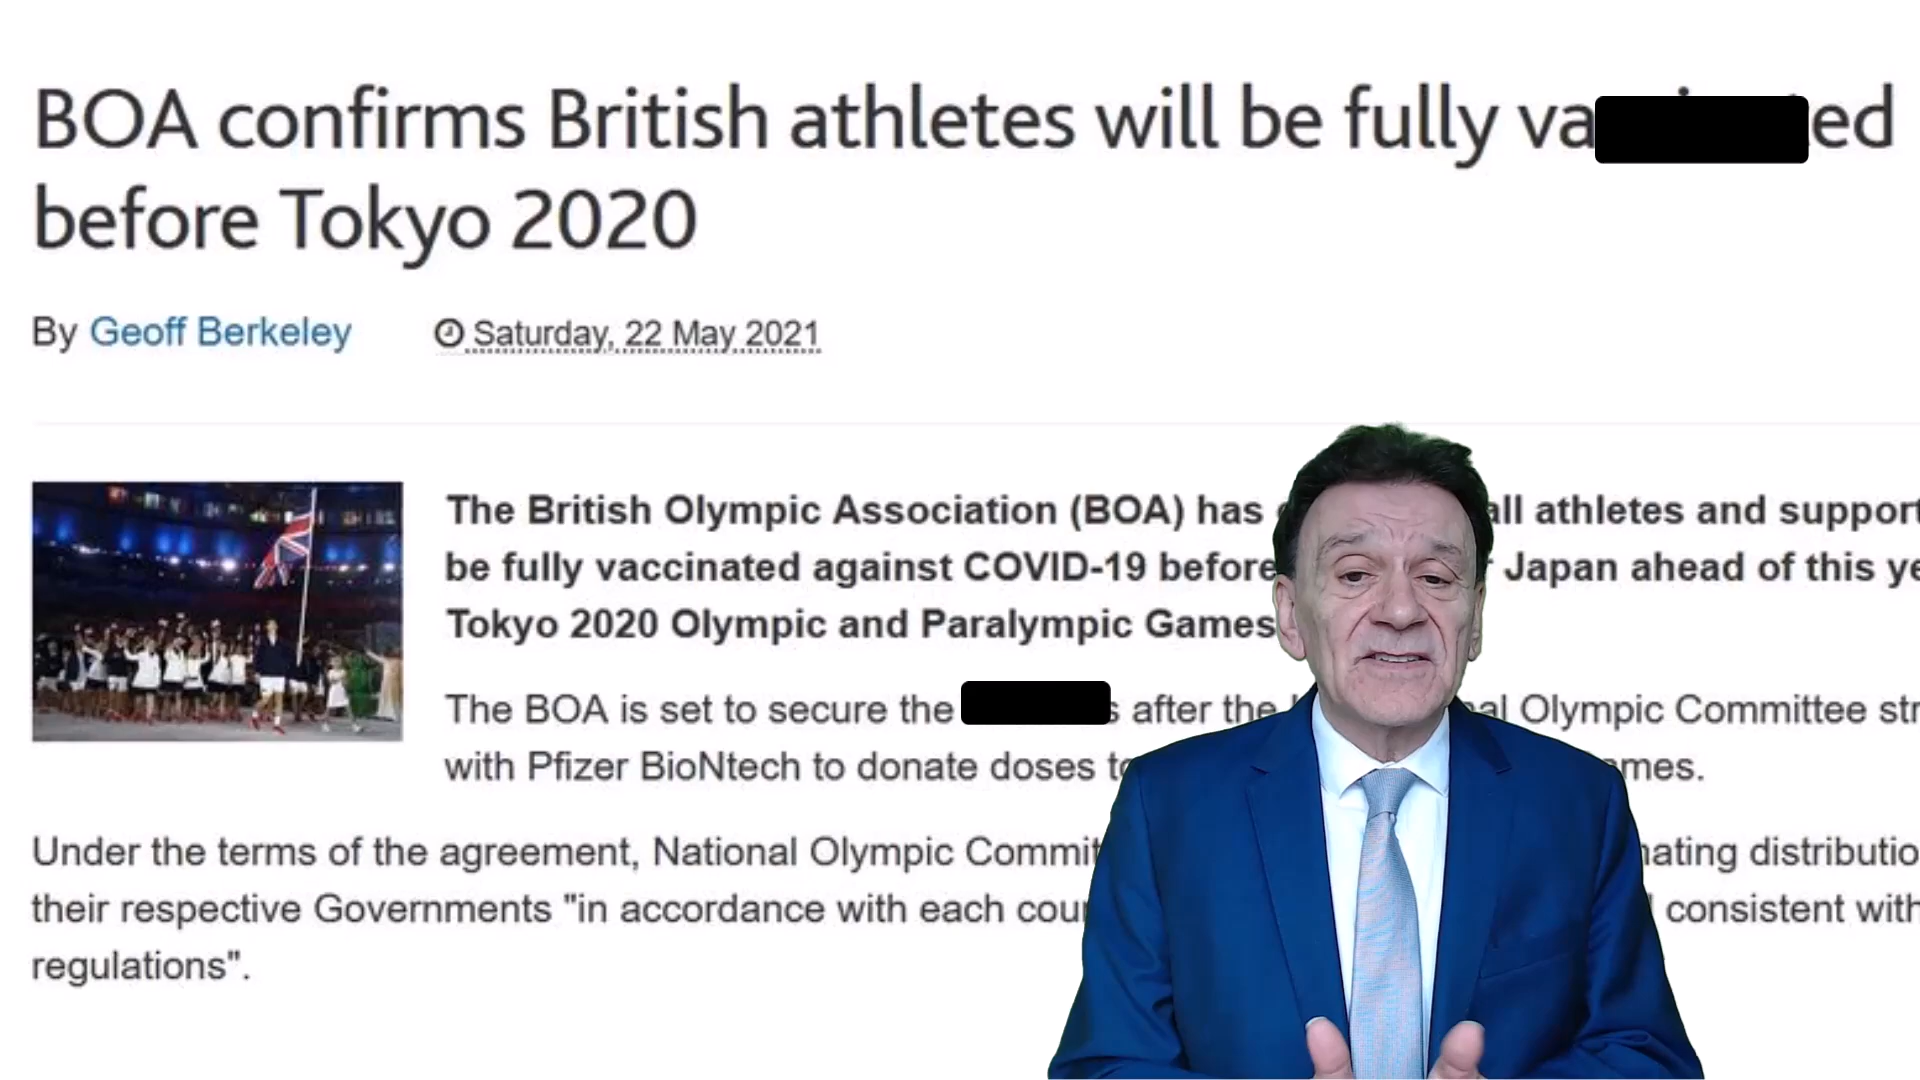 BOA confirms British athletes will be fully va ed
before Tokyo 2020
By Geoff Berkeley Saturday, 22 May 2021
The British Olympic Association (BOA) has all athletes and support
be fully vaccinated against COVID-19 before Japan ahead of this ye
Tokyo 2020 Olympic and Paralympic Games
The BOA is set to secure the s after the nal Olympic Committee str
with Pfizer BioNtech to donate doses to mes.
Under the terms of the agreement, National Olympic Commit nating distributio
their respective Governments "in accordance with each cou consistent with
regulations".